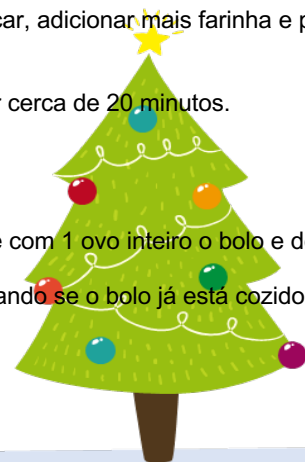 car, adicionar mais farinha e p
r cerca de 20 minutos.
e com 1 ovo inteiro o bolo e d
ando se o bolo já está cozido